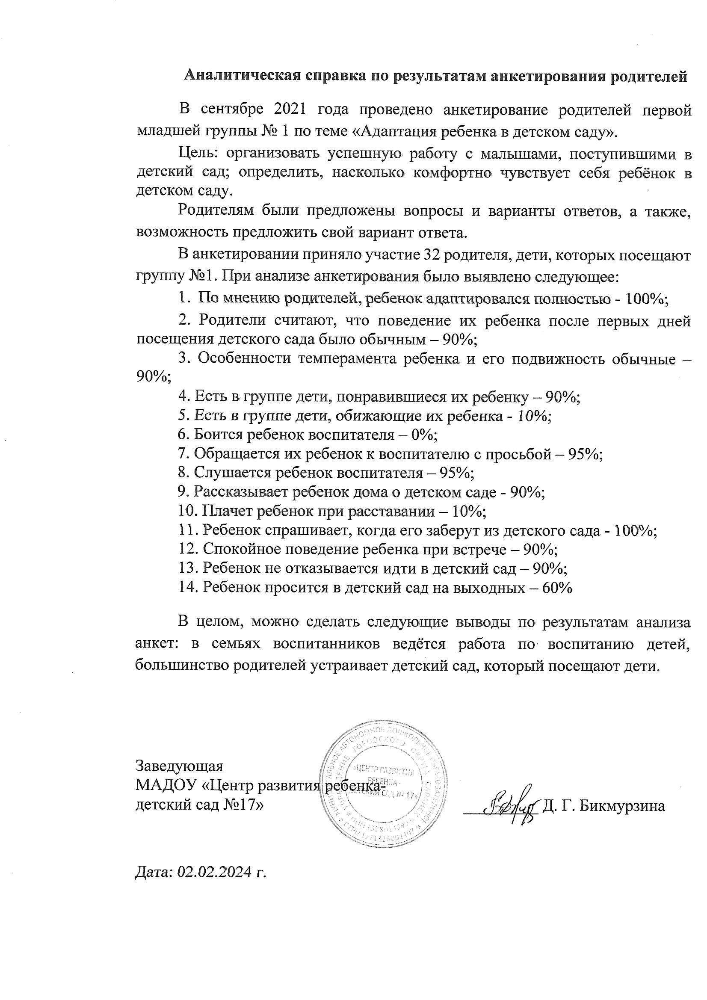 Аналитическая справка по результатам анкетирования родителей
В сентябре 2021 года проведено анкетирование родителей первой
младшей группы № 1 по теме «Адаптация ребенка в детском саду».
Цель: организовать успешную работу с малышами, поступившими в
детский сад; определить, насколько комфортно чувствует себя ребёнок в
детском саду.
Родителям были предложены вопросы и варианты ответов, а также,
возможность предложить свой вариант ответа.
В анкетировании приняло участие 32 родителя, дети, которых посещают
группу №1. При анализе анкетирования было выявлено следующее:
1. По мнению родителей, ребенок адаптировался полностью - 100%;
2. Родители считают, что поведение их ребенка после первых дней
посещения детского сада было обычным – 90%;
3. Особенности темперамента ребенка и его подвижность обычные –
90%;
4. Есть в группе дети, понравившиеся их ребенку – 90%;
5. Есть в группе дети, обижающие их ребенка - 10%;
6. Боится ребенок воспитателя – 0%;
7. Обращается их ребенок к воспитателю с просьбой – 95%;
8. Слушается ребенок воспитателя – 95%;
9. Рассказывает ребенок дома о детском саде - 90%;
10. Плачет ребенок при расставании – 10%;
11. Ребенок спрашивает, когда его заберут из детского сада - 100%;
12. Спокойное поведение ребенка при встрече – 90%;
13. Ребенок не отказывается идти в детский сад – 90%;
14. Ребенок просится в детский сад на выходных – 60%
В целом, можно сделать следующие выводы по результатам анализа
анкет: в семьях воспитанников ведётся работа по воспитанию детей,
большинство родителей устраивает детский сад, который посещают дети.
Заведующая
МАДОУ «Центр развития ребенка-
детский сад №17»
Д. Г. Бикмурзина
МУНИЦИПАЛЬНОЕ АВТОНОМНОЕ ДОШКОЛЬНОЕ ОБРАЗОВАТЕЛЬНОЕ
УЧРЕЖДЕНИЕ ГОРОДСКОГО ОКРУГА САРАНСК
«ЦЕНТР РАЗВИТИЯ
РЕБЕНКА -
ДЕТСКИЙ САД № 17»
Дата: 02.02.2024 г.